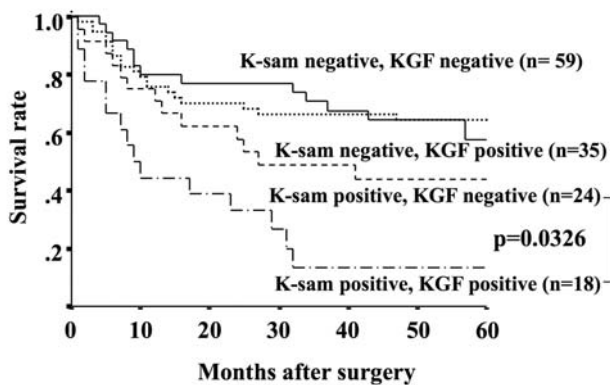 1.0
K-sam negative, KGF negative (n= 59)
.8
.6
K-sam negative, KGF positive (n=35)
.4
K-sam positive, KGF negative (n=24)
p=0.0326
.2
K-sam positive, KGF positive (n=18)
Survival rate
0 10 20 30 40 50 60
Months after surgery